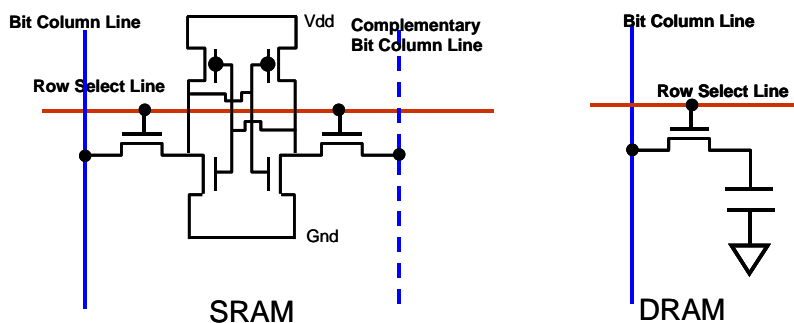 Bit Column Line
Vdd
Complementary
Bit Column Line
Row Select Line
Gnd
SRAM
Bit Column Line
Row Select Line
DRAM